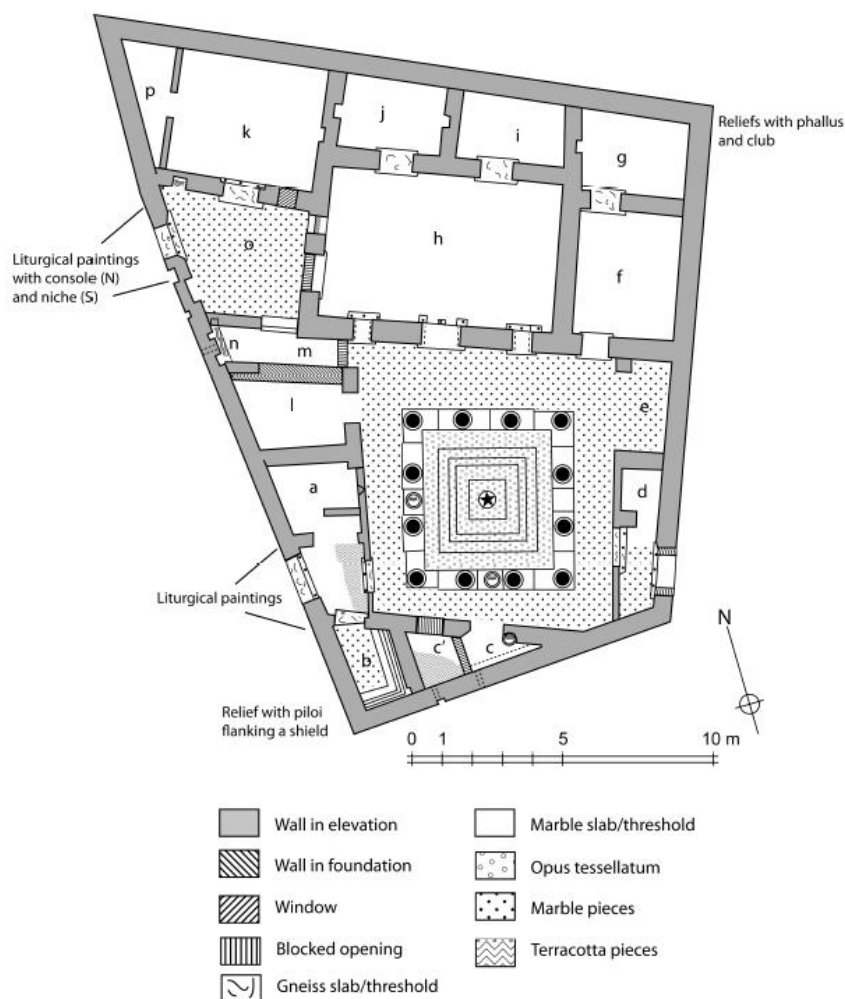 p
k
j
i
g
Reliefs with phallus
and club
o
h
f
Liturgical paintings
with console (N)
and niche (S)
n
m
l
e
a
d
Liturgical paintings
b
c'
c
N
Relief with piloi
flanking a shield
0 1 5 10 m
Wall in elevation
Marble slab/threshold
Wall in foundation
Opus tessellatum
Window
Marble pieces
Blocked opening
Terracotta pieces
Gneiss slab/threshold